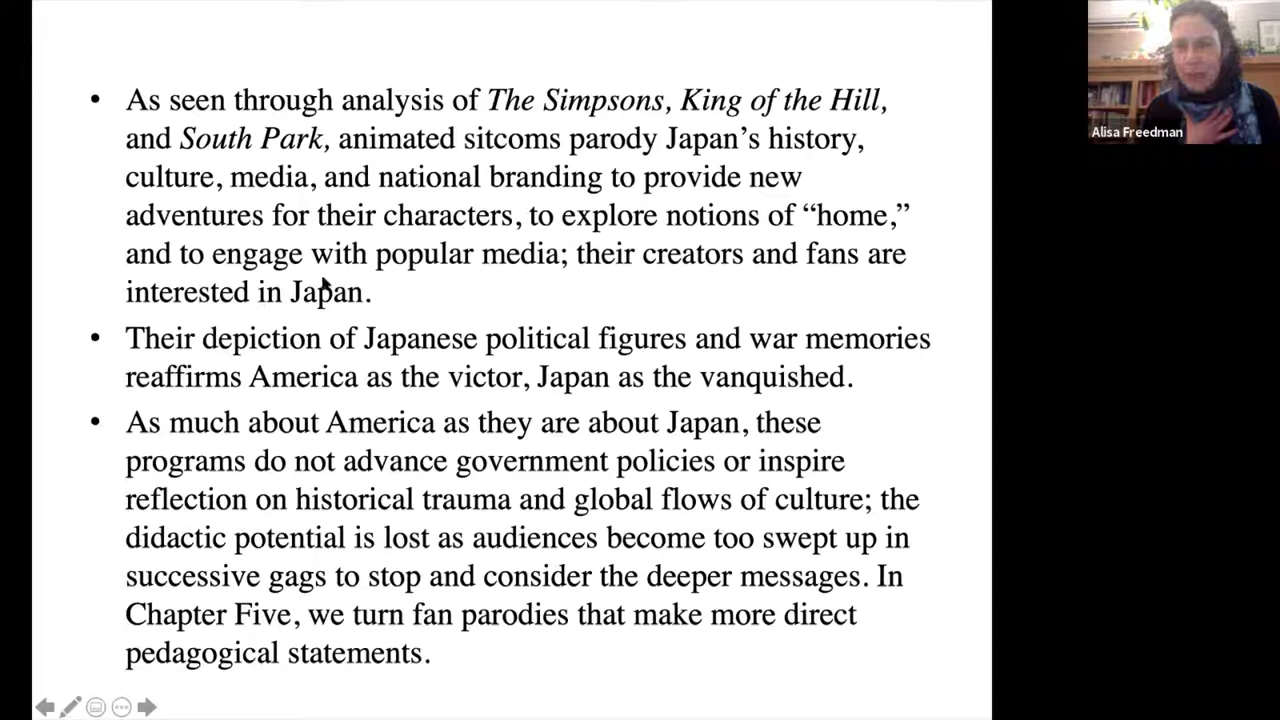 • As seen through analysis of The Simpsons, King of the Hill,
and South Park, animated sitcoms parody Japan’s history,
culture, media, and national branding to provide new
adventures for their characters, to explore notions of “home,”
and to engage with popular media; their creators and fans are
interested in Japan.
• Their depiction of Japanese political figures and war memories
reaffirms America as the victor, Japan as the vanquished.
• As much about America as they are about Japan, these
programs do not advance government policies or inspire
reflection on historical trauma and global flows of culture; the
didactic potential is lost as audiences become too swept up in
successive gags to stop and consider the deeper messages. In
Chapter Five, we turn fan parodies that make more direct
pedagogical statements.
Alisa Freedman